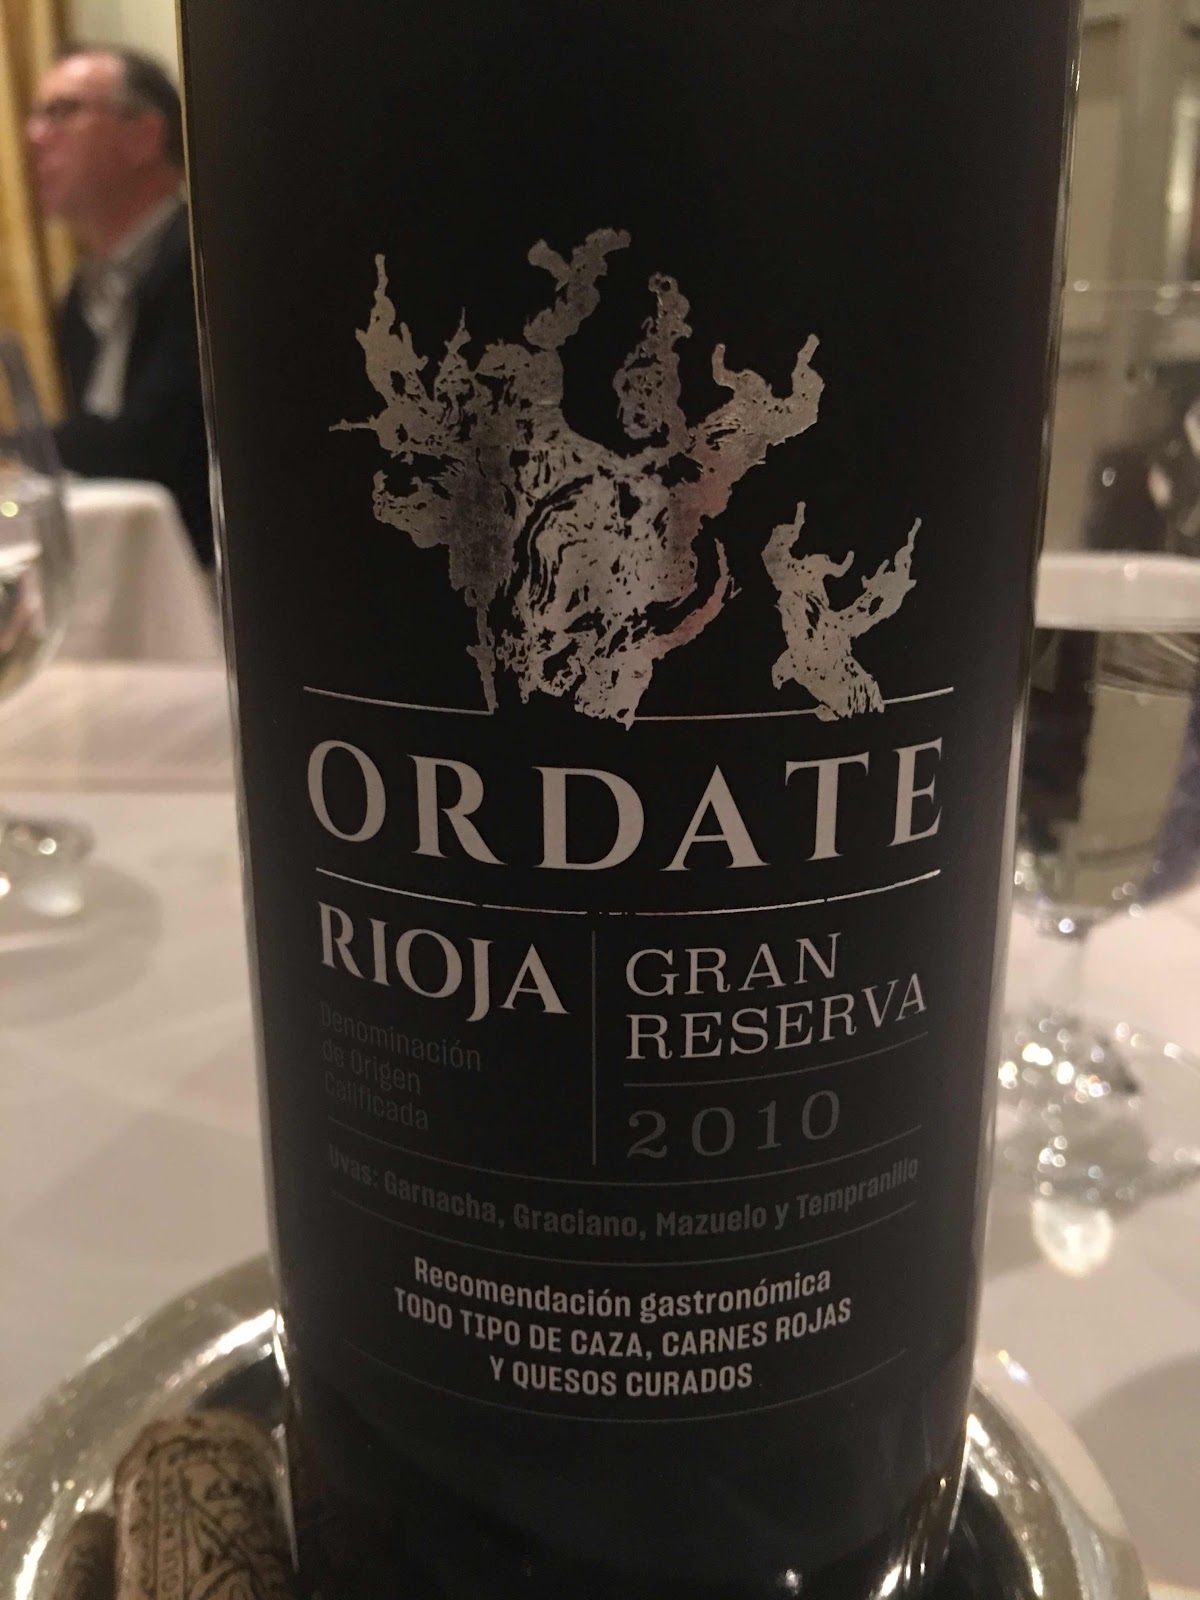 ORDATE
RIOJA
Denominación
de Origen
Calificada
GRAN
RESERVA
2010
Uvas: Garnacha, Graciano, Mazuelo y Tempranillo
Recomendación gastronómica
TODO TIPO DE CAZA, CARNES ROJAS
Y QUESOS CURADOS